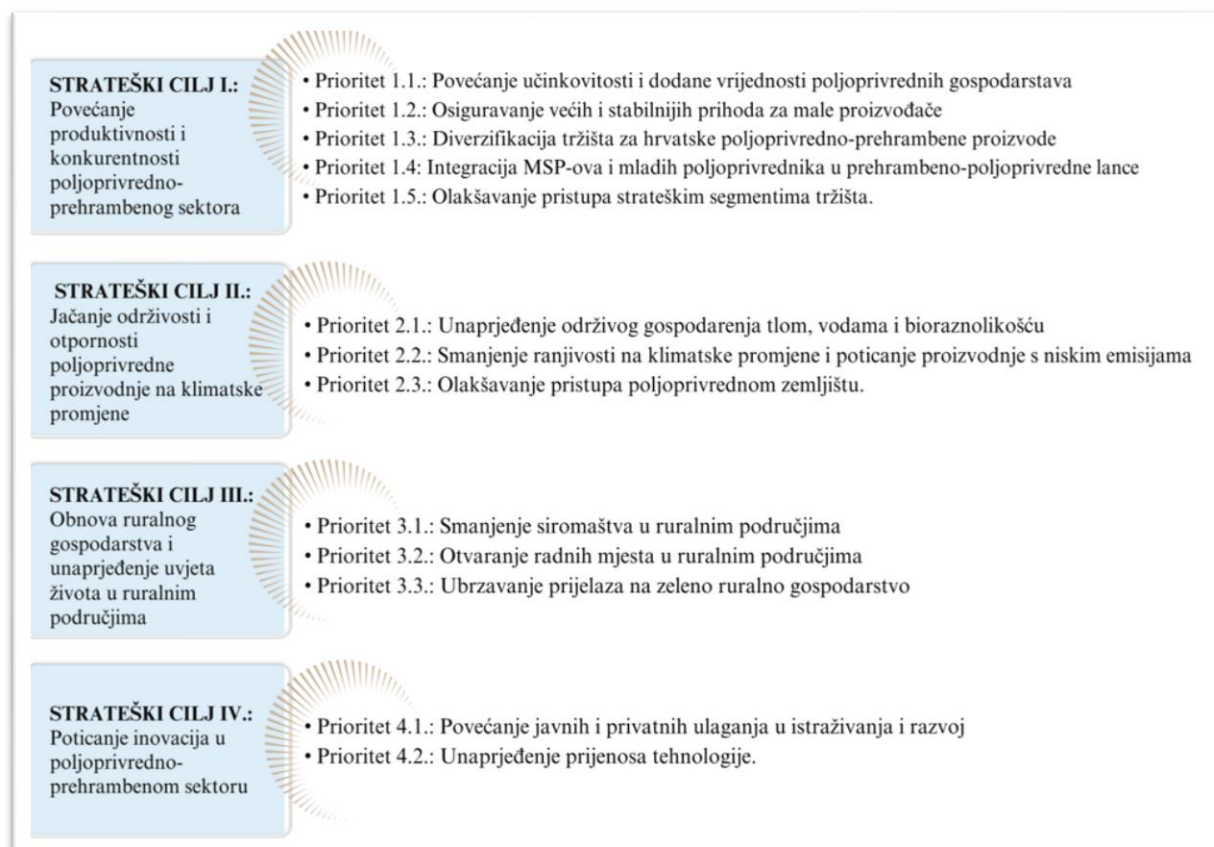 STRATEŠKI CILJ I.:
Povećanje
produktivnosti i
konkurentnosti
poljoprivredno-
prehrambenog sektora
• Prioritet 1.1.: Povećanje učinkovitosti i dodane vrijednosti poljoprivrednih gospodarstava
• Prioritet 1.2.: Osiguravanje većih i stabilnijih prihoda za male proizvođače
• Prioritet 1.3.: Diverzifikacija tržišta za hrvatske poljoprivredno-prehrambene proizvode
• Prioritet 1.4: Integracija MSP-ova i mladih poljoprivrednika u prehrambeno-poljoprivredne lance
• Prioritet 1.5.: Olakšavanje pristupa strateškim segmentima tržišta.
STRATEŠKI CILJ II.:
Jačanje održivosti i
otpornosti
poljoprivredne
proizvodnje na klimatske
promjene
• Prioritet 2.1.: Unaprjeđenje održivog gospodarenja tlom, vodama i bioraznolikošću
• Prioritet 2.2.: Smanjenje ranjivosti na klimatske promjene i poticanje proizvodnje s niskim emisijama
• Prioritet 2.3.: Olakšavanje pristupa poljoprivrednom zemljištu.
STRATEŠKI CILJ III.:
Obnova ruralnog
gospodarstva i
unaprjeđenje uvjeta
života u ruralnim
područjima
• Prioritet 3.1.: Smanjenje siromaštva u ruralnim područjima
• Prioritet 3.2.: Otvaranje radnih mjesta u ruralnim područjima
• Prioritet 3.3.: Ubrzavanje prijelaza na zeleno ruralno gospodarstvo
STRATEŠKI CILJ IV.:
Poticanje inovacija u
poljoprivredno-
prehrambenom sektoru
• Prioritet 4.1.: Povećanje javnih i privatnih ulaganja u istraživanja i razvoj
• Prioritet 4.2.: Unaprjeđenje prijenosa tehnologije.